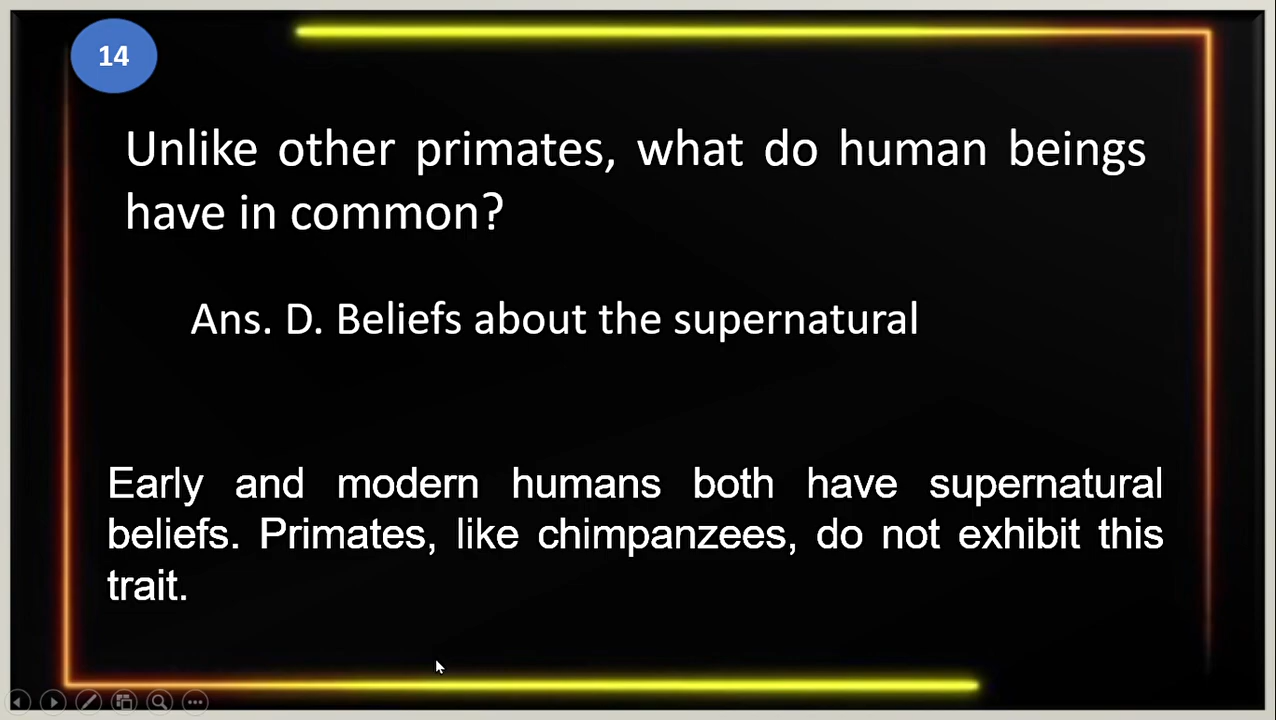 14
Unlike other primates, what do human beings
have in common?
Ans. D. Beliefs about the supernatural
Early and modern humans both have supernatural
beliefs. Primates, like chimpanzees, do not exhibit this
trait.